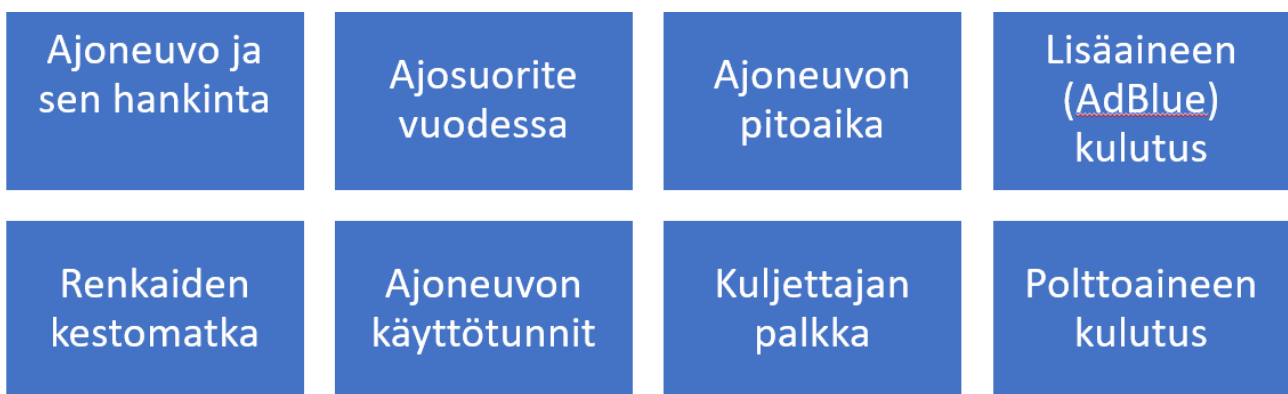 Ajoneuvo ja
sen hankinta
Ajosuorite
vuodessa
Ajoneuvon
pitoaika
Lisäaineen
(AdBlue)
kulutus
Renkaiden
kestomatka
Ajoneuvon
käyttötunnit
Kuljettajan
palkka
Polttoaineen
kulutus